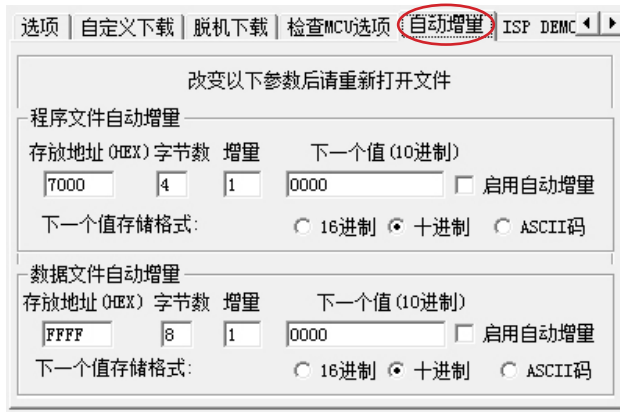 选项 自定义下载 脱机下载 检查MCU选项 自动增量 ISP DEMO
改变以下参数后请重新打开文件
程序文件自动增量
存放地址(HEX) 字节数 增量 下一个值(10进制)
7000 4 1 0000 启用自动增量
下一个值存储格式: 16进制 十进制 ASCII码
数据文件自动增量
存放地址(HEX) 字节数 增量 下一个值(10进制)
FFFF 8 1 0000 启用自动增量
下一个值存储格式: 16进制 十进制 ASCII码